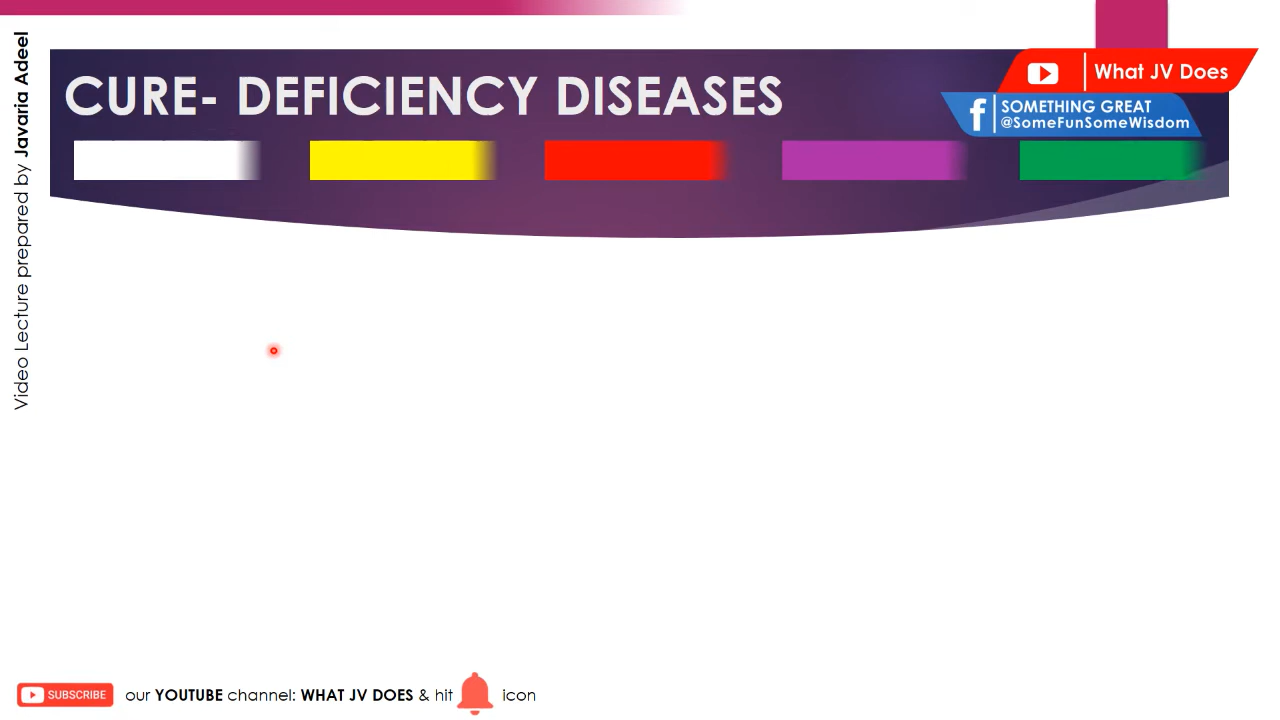 Video Lecture prepared by Javaria Adeel
CURE- DEFICIENCY DISEASES
What JV Does
SOMETHING GREAT
@SomeFunSomeWisdom
SUBSCRIBE our YOUTUBE channel: WHAT JV DOES & hit icon